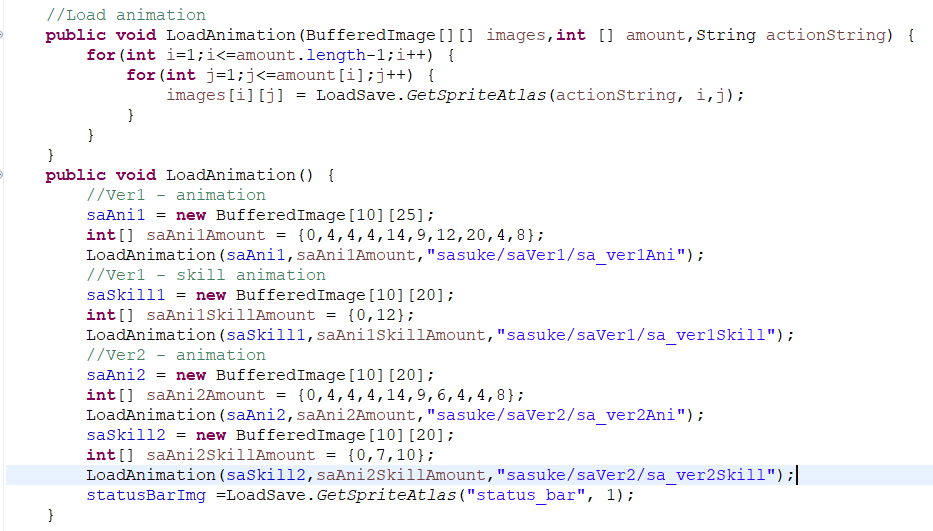 //Load animation
public void LoadAnimation(BufferedImage[][] images,int [] amount,String actionString) {
for(int i=1;i<=amount.length-1;i++) {
for(int j=1;j<=amount[i];j++) {
images[i][j] = LoadSave.GetSpriteAtlas(actionString, i,j);
}
}
}
public void LoadAnimation() {
//Ver1 - animation
saAni1 = new BufferedImage[10][25];
int[] saAni1Amount = {0,4,4,4,14,9,12,20,4,8};
LoadAnimation(saAni1,saAni1Amount,"sasuke/saVer1/sa_ver1Ani");
//Ver1 - skill animation
saSkill1 = new BufferedImage[10][20];
int[] saAni1SkillAmount = {0,12};
LoadAnimation(saSkill1,saAni1SkillAmount,"sasuke/saVer1/sa_ver1Skill");
//Ver2 - animation
saAni2 = new BufferedImage[10][20];
int[] saAni2Amount = {0,4,4,4,14,9,6,4,4,8};
LoadAnimation(saAni2,saAni2Amount,"sasuke/saVer2/sa_ver2Ani");
saSkill2 = new BufferedImage[10][20];
int[] saAni2SkillAmount = {0,7,10};
LoadAnimation(saSkill2,saAni2SkillAmount,"sasuke/saVer2/sa_ver2Skill");
statusBarImg =LoadSave.GetSpriteAtlas("status_bar", 1);
}